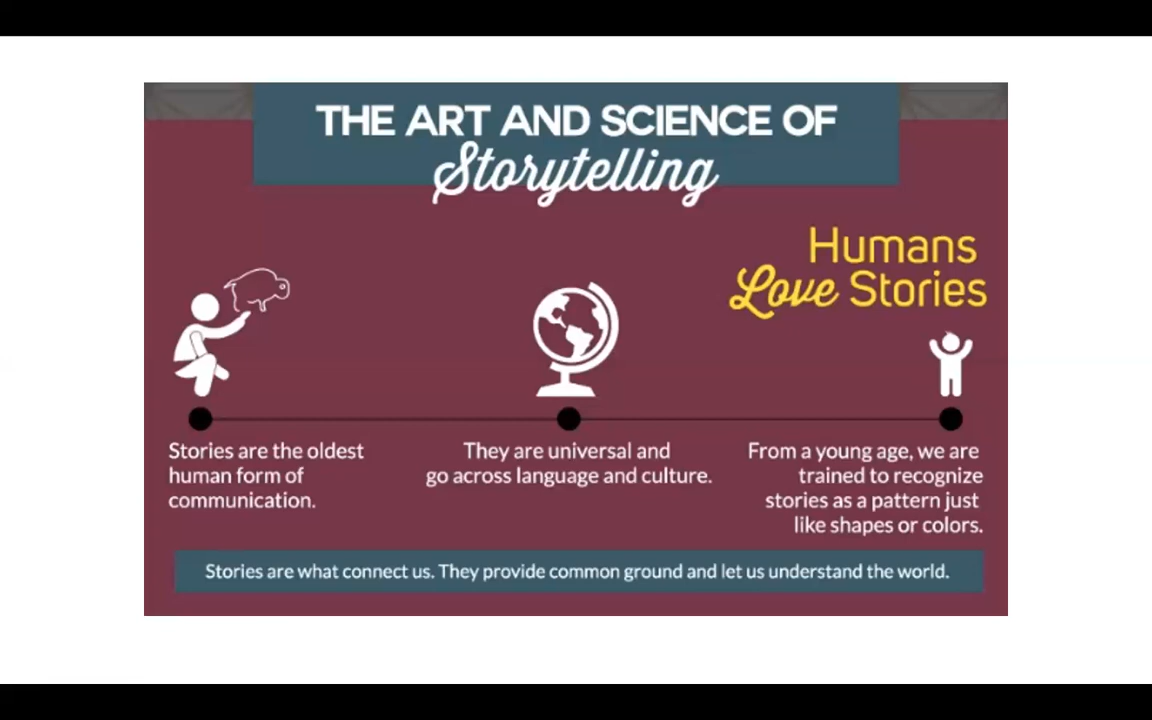 THE ART AND SCIENCE OF
Storytelling
Humans
Love Stories
Stories are the oldest
human form of
communication.
They are universal and
go across language and culture.
From a young age, we are
trained to recognize
stories as a pattern just
like shapes or colors.
Stories are what connect us. They provide common ground and let us understand the world.